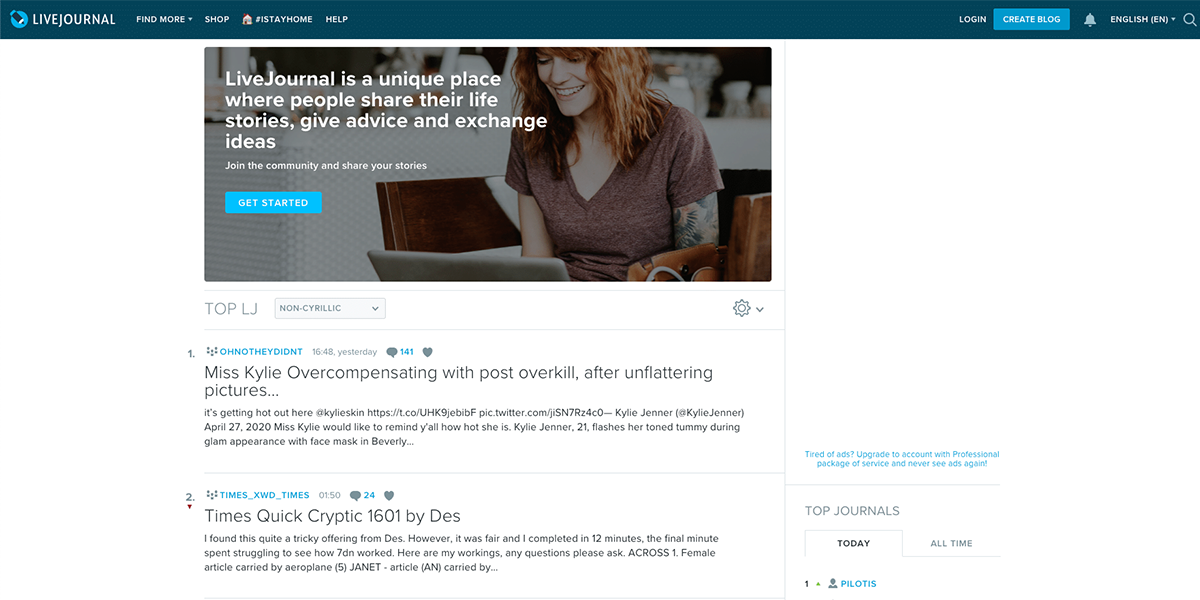 LIVEJOURNAL FIND MORE SHOP #ISTAYHOME HELP LOGIN CREATE BLOG ENGLISH (EN)
LiveJournal is a unique place
where people share their life
stories, give advice and exchange
ideas
Join the community and share your stories
GET STARTED
TOP LJ NON-CYRILLIC
1. OHNOTHEYDIDNT 16:48, yesterday 141
Miss Kylie Overcompensating with post overkill, after unflattering
pictures...
it's getting hot out here @kylieskin https://t.co/UHK9jebibF pic.twitter.com/jiSN7Rz4c0— Kylie Jenner (@KylieJenner)
April 27, 2020 Miss Kylie would like to remind y'all how hot she is. Kylie Jenner, 21, flashes her toned tummy during
glam appearance with face mask in Beverly...
2. TIMES_XWD_TIMES 01:50 24
Times Quick Cryptic 1601 by Des
I found this quite a tricky offering from Des. However, it was fair and I completed in 12 minutes, the final minute
spent struggling to see how 7dn worked. Here are my workings, any questions please ask. ACROSS 1. Female
article carried by aeroplane (5) JANET - article (AN) carried by...
Tired of ads? Upgrade to account with Professional
package of service and never see ads again!
TOP JOURNALS
TODAY ALL TIME
1 PILOTIS